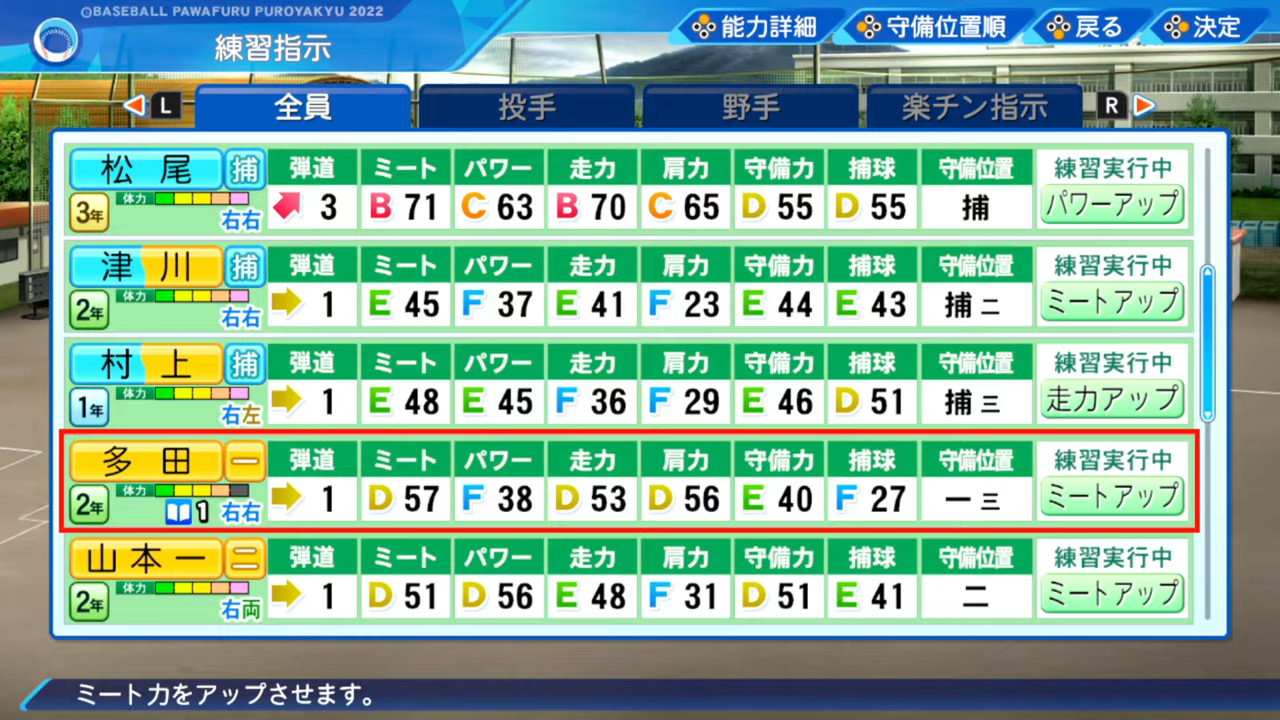 ©BASEBALL PAWAFURU PUROYAKYU 2022
練習指示
能力詳細 守備位置順 戻る 決定
L 全員 投手 野手 楽チン指示 R
松尾 捕 弾道 ミート パワー 走力 肩力 守備力 捕球 守備位置 練習実行中
3年 体力 右右 3 B 71 C 63 B 70 C 65 D 55 D 55 捕 パワーアップ
津川 捕 弾道 ミート パワー 走力 肩力 守備力 捕球 守備位置 練習実行中
2年 体力 右右 1 E 45 F 37 E 41 F 23 E 44 E 43 捕二 ミートアップ
村上 捕 弾道 ミート パワー 走力 肩力 守備力 捕球 守備位置 練習実行中
1年 体力 右左 1 E 48 E 45 F 36 F 29 E 46 D 51 捕三 走力アップ
多田 一 弾道 ミート パワー 走力 肩力 守備力 捕球 守備位置 練習実行中
2年 体力 1 右右 1 D 57 F 38 D 53 D 56 E 40 F 27 一三 ミートアップ
山本一 二 弾道 ミート パワー 走力 肩力 守備力 捕球 守備位置 練習実行中
2年 体力 右両 1 D 51 D 56 E 48 F 31 D 51 E 41 二 ミートアップ
ミート力をアップさせます。